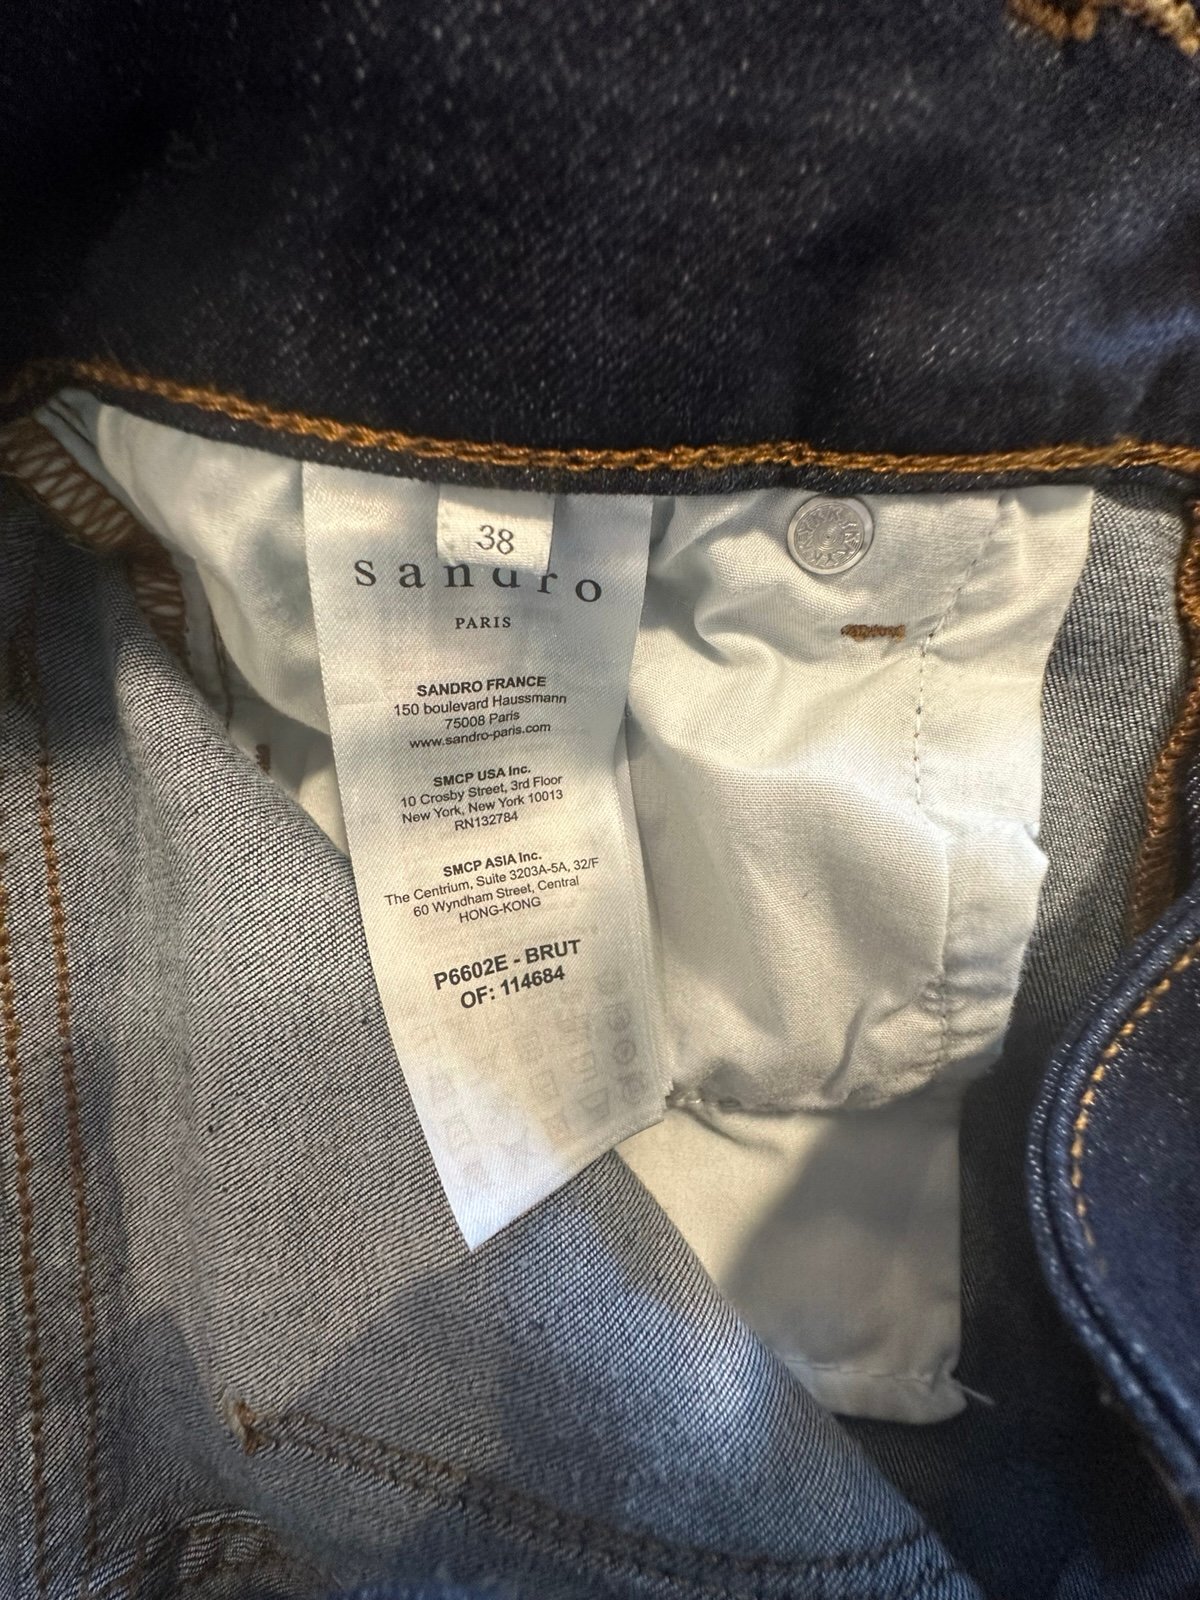 38
sandro
PARIS
SANDRO FRANCE
150 boulevard Haussmann
75008 Paris
www.sandro-paris.com
SMCP USA Inc.
10 Crosby Street, 3rd Floor
New York, New York 10013
RN132784
SMCP ASIA Inc.
The Centrium, Suite 3203A-5A, 32/F
60 Wyndham Street, Central
HONG-KONG
P6602E - BRUT
OF: 114684